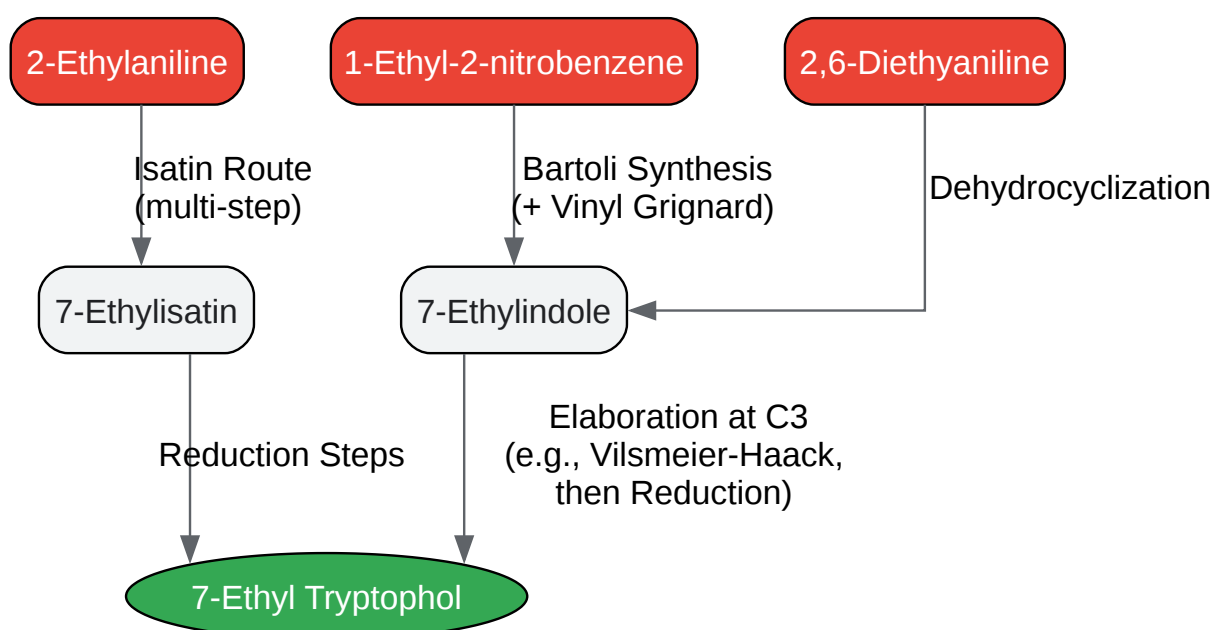 2-Ethylaniline
1-Ethyl-2-nitrobenzene
2,6-Diethyaniline
Isatin Route
(multi-step)
Bartoli Synthesis
(+ Vinyl Grignard)
Dehydrocyclization
7-Ethylisatin
7-Ethylindole
Reduction Steps
Elaboration at C3
(e.g., Vilsmeier-Haack,
then Reduction)
7-Ethyl Tryptophol